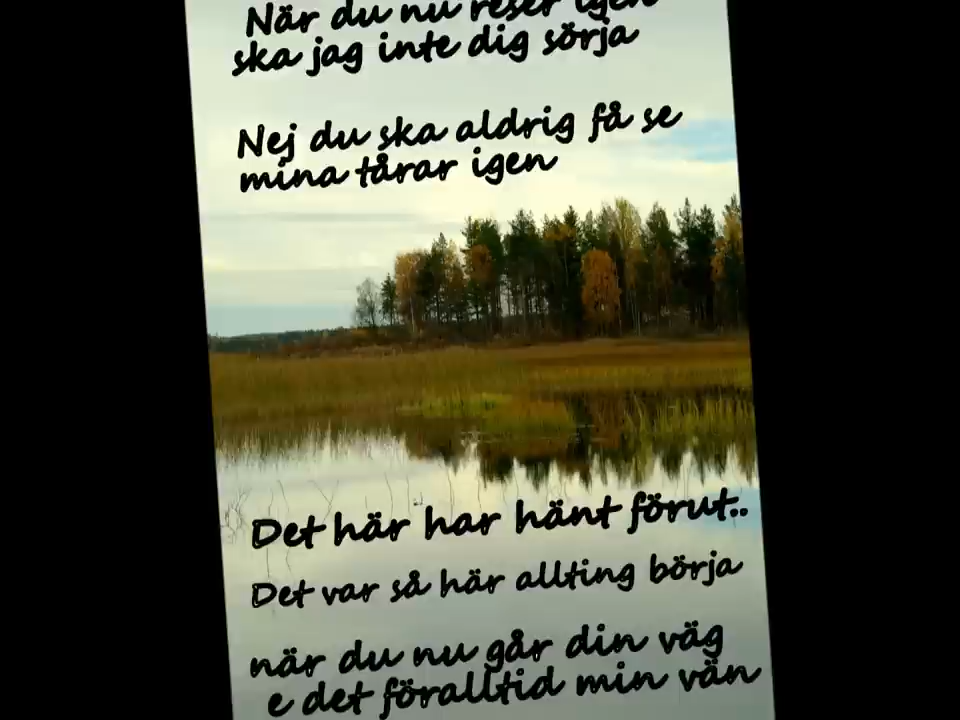 När du nu reser igen
ska jag inte dig sörja
Nej du ska aldrig få se
mina tårar igen
Det här har hänt förut..
Det var så här allting börja
när du nu går din väg
e det föralltid min vän